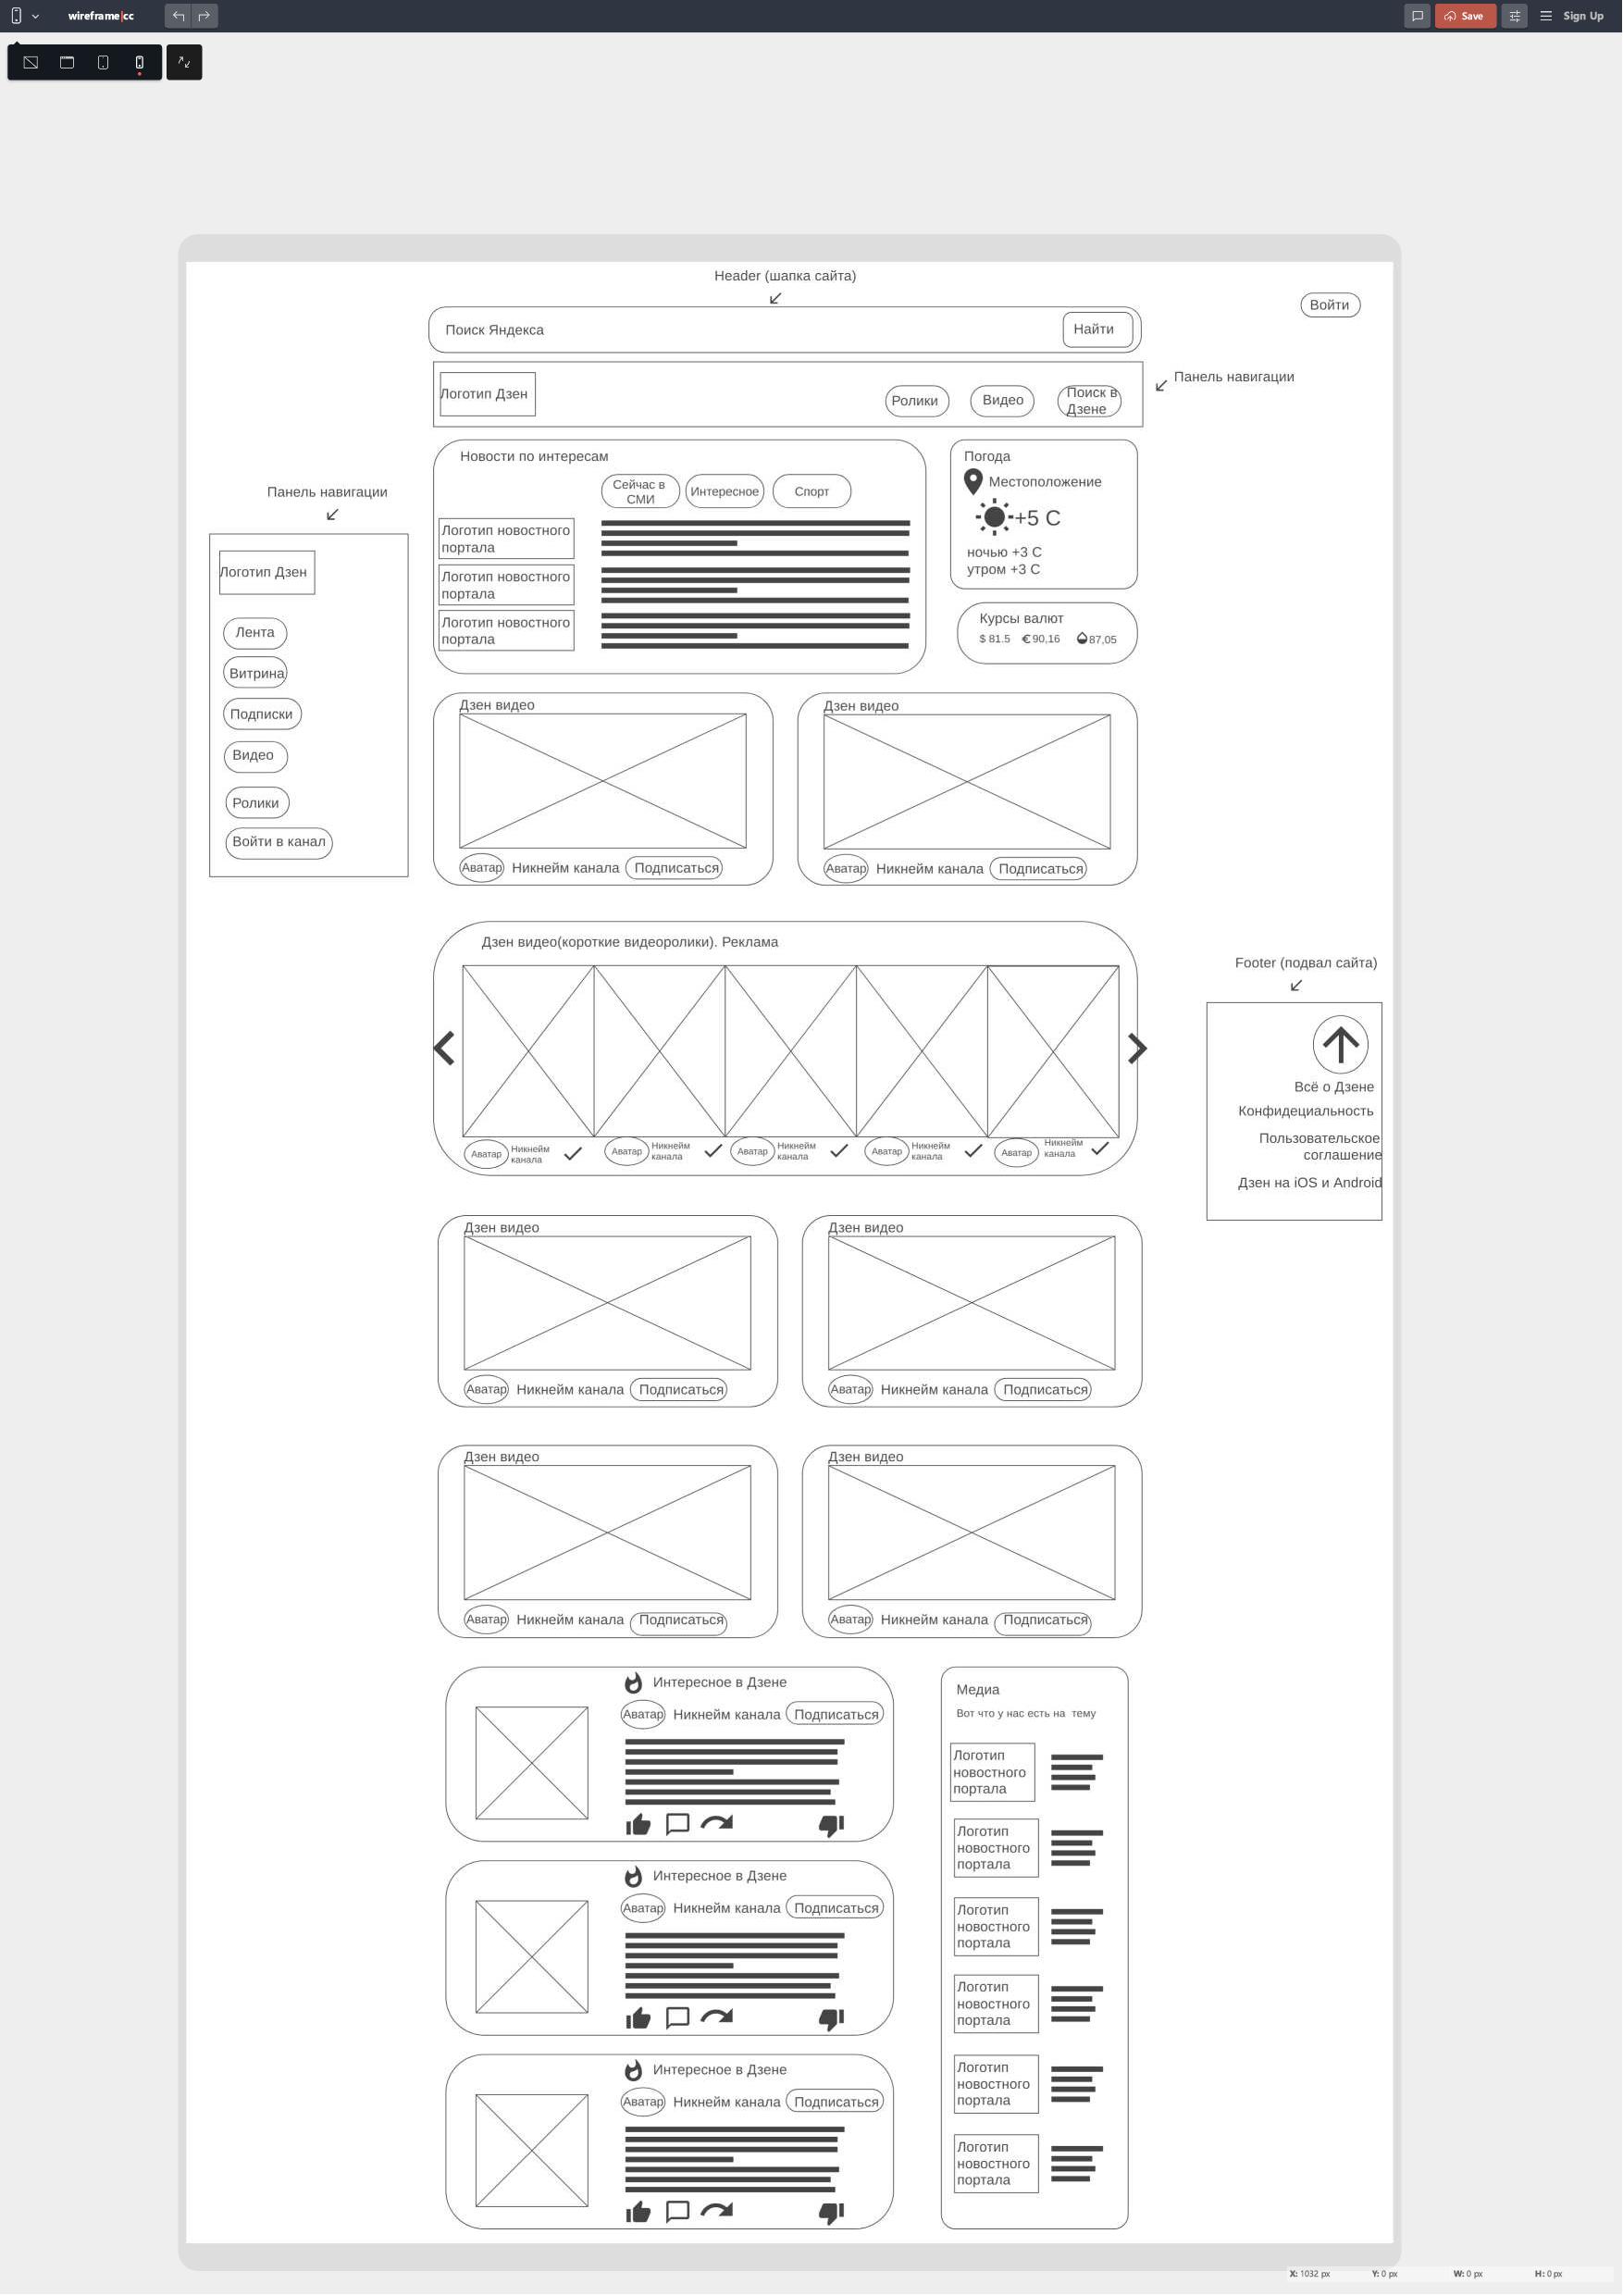 wireframe|cc
Save
Sign Up
Header (шапка сайта)
Войти
Поиск Яндекса
Найти
Панель навигации
Логотип Дзен
Ролики
Видео
Поиск в
Дзене
Новости по интересам
Сейчас в
СМИ
Интересное
Спорт
Логотип новостного
портала
Логотип новостного
портала
Логотип новостного
портала
Погода
Местоположение
+5 C
ночью +3 C
утром +3 C
Курсы валют
$ 81.5
€ 90,16
87,05
Панель навигации
Логотип Дзен
Лента
Витрина
Подписки
Видео
Ролики
Войти в канал
Дзен видео
Аватар
Никнейм канала
Подписаться
Дзен видео
Аватар
Никнейм канала
Подписаться
Дзен видео(короткие видеоролики). Реклама
Аватар
Никнейм
канала
Аватар
Никнейм
канала
Аватар
Никнейм
канала
Аватар
Никнейм
канала
Аватар
Никнейм
канала
Footer (подвал сайта)
Всё о Дзене
Конфидециальность
Пользовательское
соглашение
Дзен на iOS и Android
Дзен видео
Аватар
Никнейм канала
Подписаться
Дзен видео
Аватар
Никнейм канала
Подписаться
Дзен видео
Аватар
Никнейм канала
Подписаться
Дзен видео
Аватар
Никнейм канала
Подписаться
Интересное в Дзене
Аватар
Никнейм канала
Подписаться
Интересное в Дзене
Аватар
Никнейм канала
Подписаться
Интересное в Дзене
Аватар
Никнейм канала
Подписаться
Медиа
Вот что у нас есть на тему
Логотип
новостного
портала
Логотип
новостного
портала
Логотип
новостного
портала
Логотип
новостного
портала
Логотип
новостного
портала
Логотип
новостного
портала
X: 1032 px
Y: 0 px
W: 0 px
H: 0 px